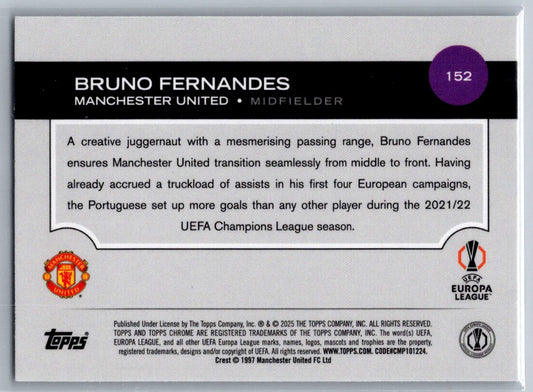 152
BRUNO FERNANDES
MANCHESTER UNITED • MIDFIELDER
A creative juggernaut with a mesmerising passing range, Bruno Fernandes
ensures Manchester United transition seamlessly from middle to front. Having
already accrued a truckload of assists in his first four European campaigns,
the Portuguese set up more goals than any other player during the 2021/22
UEFA Champions League season.
MANCHESTER
UNITED
UEFA
EUROPA
LEAGUE™
Topps
Published Under License by The Topps Company, Inc. ® & © 2025 THE TOPPS COMPANY, INC. ALL RIGHTS RESERVED.
TOPPS AND TOPPS CHROME ARE REGISTERED TRADEMARKS OF THE TOPPS COMPANY, INC. The word(s) UEFA,
EUROPA LEAGUE, and all other UEFA Europa League marks, names, logos, mascots and trophies are the property,
registered trademarks, designs and/or copyright of UEFA. All rights reserved. WWW.TOPPS.COM. CODE#CMP101224.
Crest © 1997 Manchester United FC Ltd